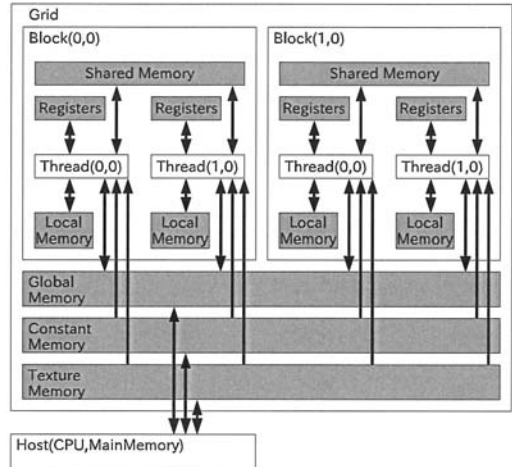 Grid
Block(0,0)
Block(1,0)
Shared Memory
Shared Memory
Registers
Registers
Registers
Registers
Thread(0,0)
Thread(1,0)
Thread(0,0)
Thread(1,0)
Local
Memory
Local
Memory
Local
Memory
Local
Memory
Global
Memory
Constant
Memory
Texture
Memory
Host(CPU,MainMemory)